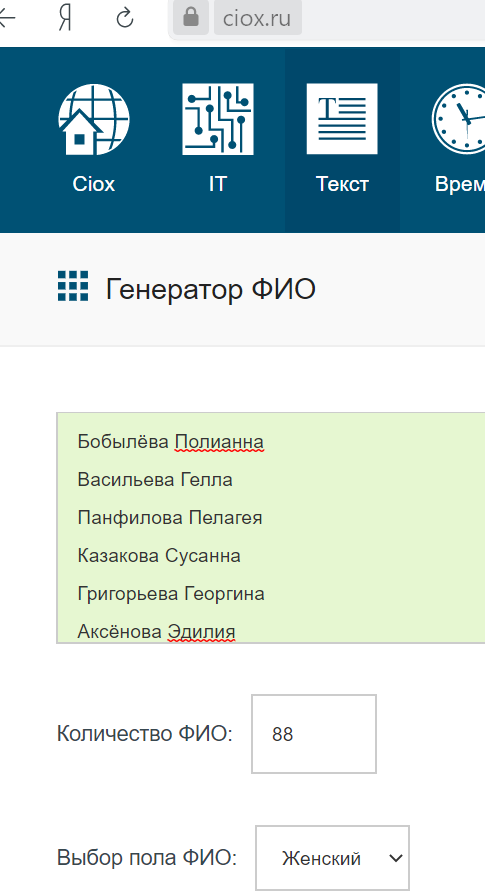 Я
ciox.ru
Ciox
IT
Текст
Врем
Генератор ФИО
Бобылёва Полианна
Васильева Гелла
Панфилова Пелагея
Казакова Сусанна
Григорьева Георгина
Аксёнова Эдилия
Количество ФИО: 88
Выбор пола ФИО: Женский